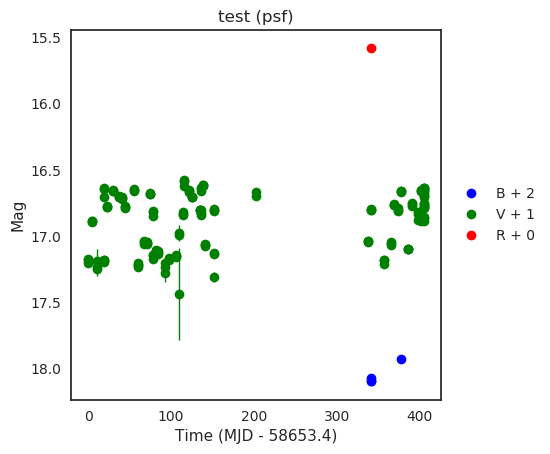 test (psf)
15.5
16.0
16.5
17.0
17.5
18.0
Mag
0
100
200
300
400
Time (MJD - 58653.4)
B + 2
V + 1
R + 0